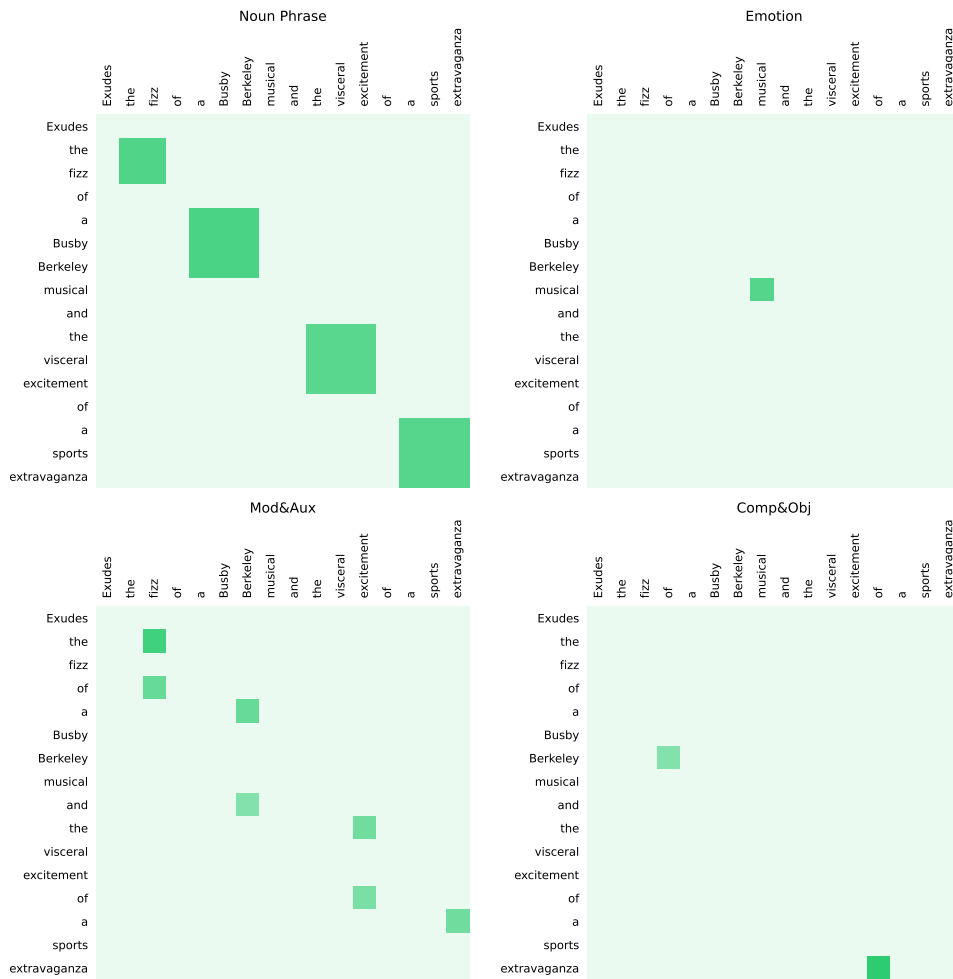 Noun Phrase
Exudes the fizz of a Busby Berkeley musical and the visceral excitement of a sports extravaganza
Exudes
the
fizz
of
a
Busby
Berkeley
musical
and
the
visceral
excitement
of
a
sports
extravaganza
Emotion
Exudes the fizz of a Busby Berkeley musical and the visceral excitement of a sports extravaganza
Exudes
the
fizz
of
a
Busby
Berkeley
musical
and
the
visceral
excitement
of
a
sports
extravaganza
Mod&Aux
Exudes the fizz of a Busby Berkeley musical and the visceral excitement of a sports extravaganza
Exudes
the
fizz
of
a
Busby
Berkeley
musical
and
the
visceral
excitement
of
a
sports
extravaganza
Comp&Obj
Exudes the fizz of a Busby Berkeley musical and the visceral excitement of a sports extravaganza
Exudes
the
fizz
of
a
Busby
Berkeley
musical
and
the
visceral
excitement
of
a
sports
extravaganza